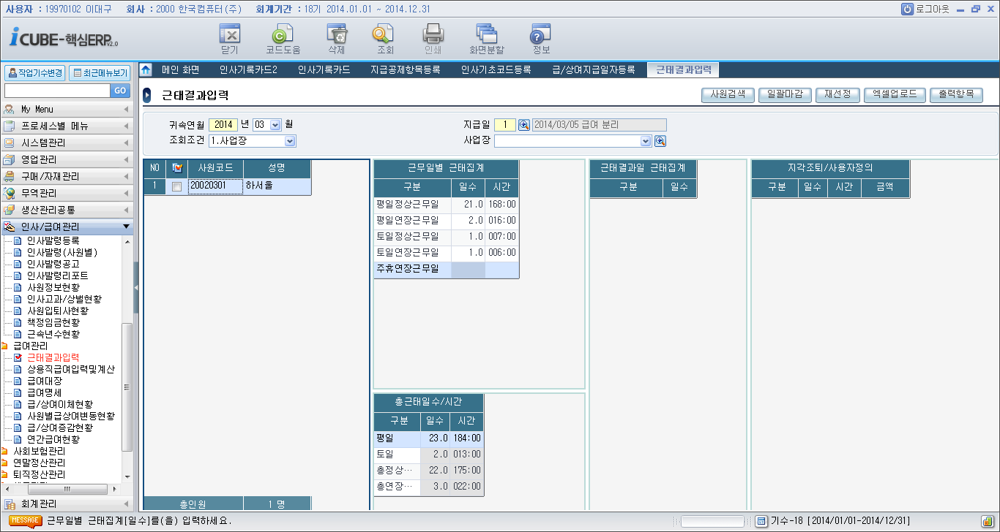 사용자 : 19970102 이대구 회사 : 2000 한국컴퓨터(주) 회계기간 : 18기 2014.01.01 ~ 2014.12.31 로그아웃
iCUBE-핵심ERP v2.0
닫기 코드도움 삭제 조회 인쇄 화면분할 정보
작업기수변경 최근메뉴보기
메인 화면 인사기록카드2 인사기록카드 지급공제항목등록 인사기초코드등록 급/상여지급일자등록 근태결과입력
GO
근태결과입력
사원검색 일괄마감 재선정 엑셀업로드 출력항목
My Menu
프로세스별 메뉴
시스템관리
영업관리
구매/자재관리
무역관리
생산관리공통
인사/급여관리
인사발령등록
인사발령(사원별)
인사발령공고
인사발령리포트
사원정보현황
인사고과/상벌현황
사원입퇴사현황
책정임금현황
근속년수현황
급여관리
근태결과입력
상용직급여입력및계산
급여대장
급여명세
급/상여이체현황
사원별급상여변동현황
급/상여증감현황
연간급여현황
사회보험관리
연말정산관리
퇴직정산관리
회계관리
귀속연월 2014 년 03 월 지급일 1 2014/03/05 급여 분리
조회조건 1.사업장 사업장
NO 사원코드 성명
1 20020301 하서울
총인원 1 명
근무일별 근태집계
구분 일수 시간
평일정상근무일 21.0 168:00
평일연장근무일 2.0 016:00
토일정상근무일 1.0 007:00
토일연장근무일 1.0 006:00
주휴연장근무일
총근태일수/시간
구분 일수 시간
평일 23.0 184:00
토일 2.0 013:00
총정상… 22.0 175:00
총연장… 3.0 022:00
근태결과일 근태집계
구분 일수
지각조퇴/사용자정의
구분 일수 시간 금액
MESSAGE 근무일별 근태집계[일수]를(을) 입력하세요. 기수-18 [2014/01/01-2014/12/31]